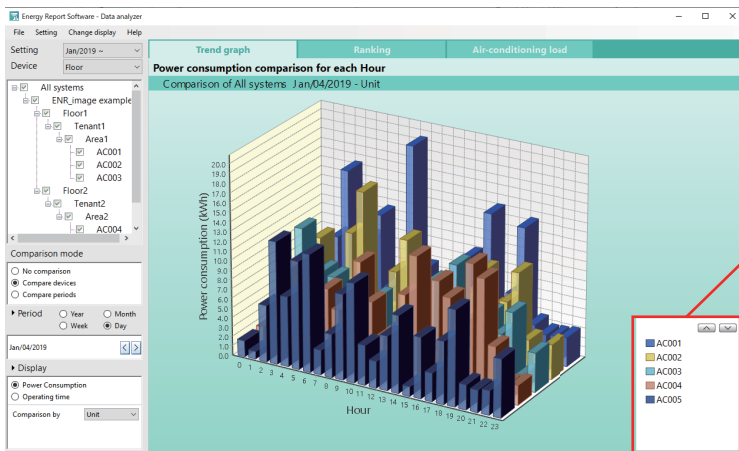 Energy Report Software - Data analyzer
File Setting Change display Help
Setting Jan/2019 ~
Device Floor
All systems
ENR_image example
Floor1
Tenant1
Area1
AC001
AC002
AC003
Floor2
Tenant2
Area2
AC004
Comparison mode
No comparison
Compare devices
Compare periods
Period Year Month
Week Day
Jan/04/2019 < >
Display
Power Consumption
Operating time
Comparison by Unit
Trend graph Ranking Air-conditioning load
Power consumption comparison for each Hour
Comparison of All systems Jan/04/2019 - Unit
Power consumption (kWh)
20.0
19.0
18.0
17.0
16.0
15.0
14.0
13.0
12.0
11.0
10.0
9.0
8.0
7.0
6.0
5.0
4.0
3.0
2.0
1.0
0.0
0 1 2 3 4 5 6 7 8 9 10 11 12 13 14 15 16 17 18 19 20 21 22 23
Hour
AC001
AC002
AC003
AC004
AC005